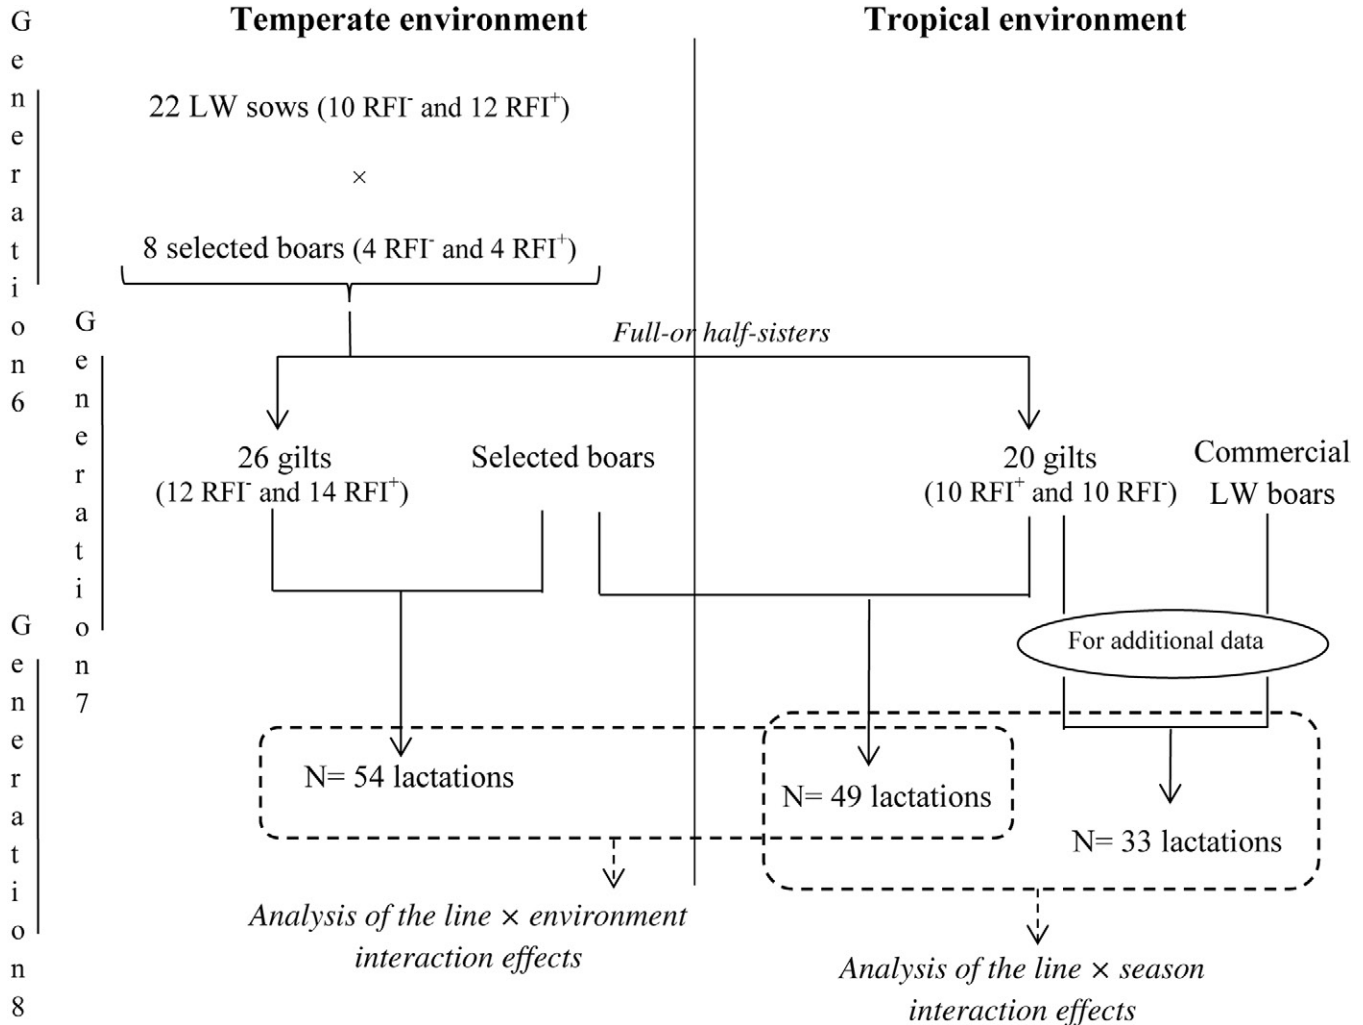 Temperate environment
Tropical environment
Generation 6
22 LW sows (10 RFI⁻ and 12 RFI⁺)
×
8 selected boars (4 RFI⁻ and 4 RFI⁺)
Full-or half-sisters
Generation 7
26 gilts
(12 RFI⁻ and 14 RFI⁺)
Selected boars
20 gilts
(10 RFI⁺ and 10 RFI⁻)
Commercial
LW boars
For additional data
Generation 8
N= 54 lactations
N= 49 lactations
N= 33 lactations
Analysis of the line × environment
interaction effects
Analysis of the line × season
interaction effects